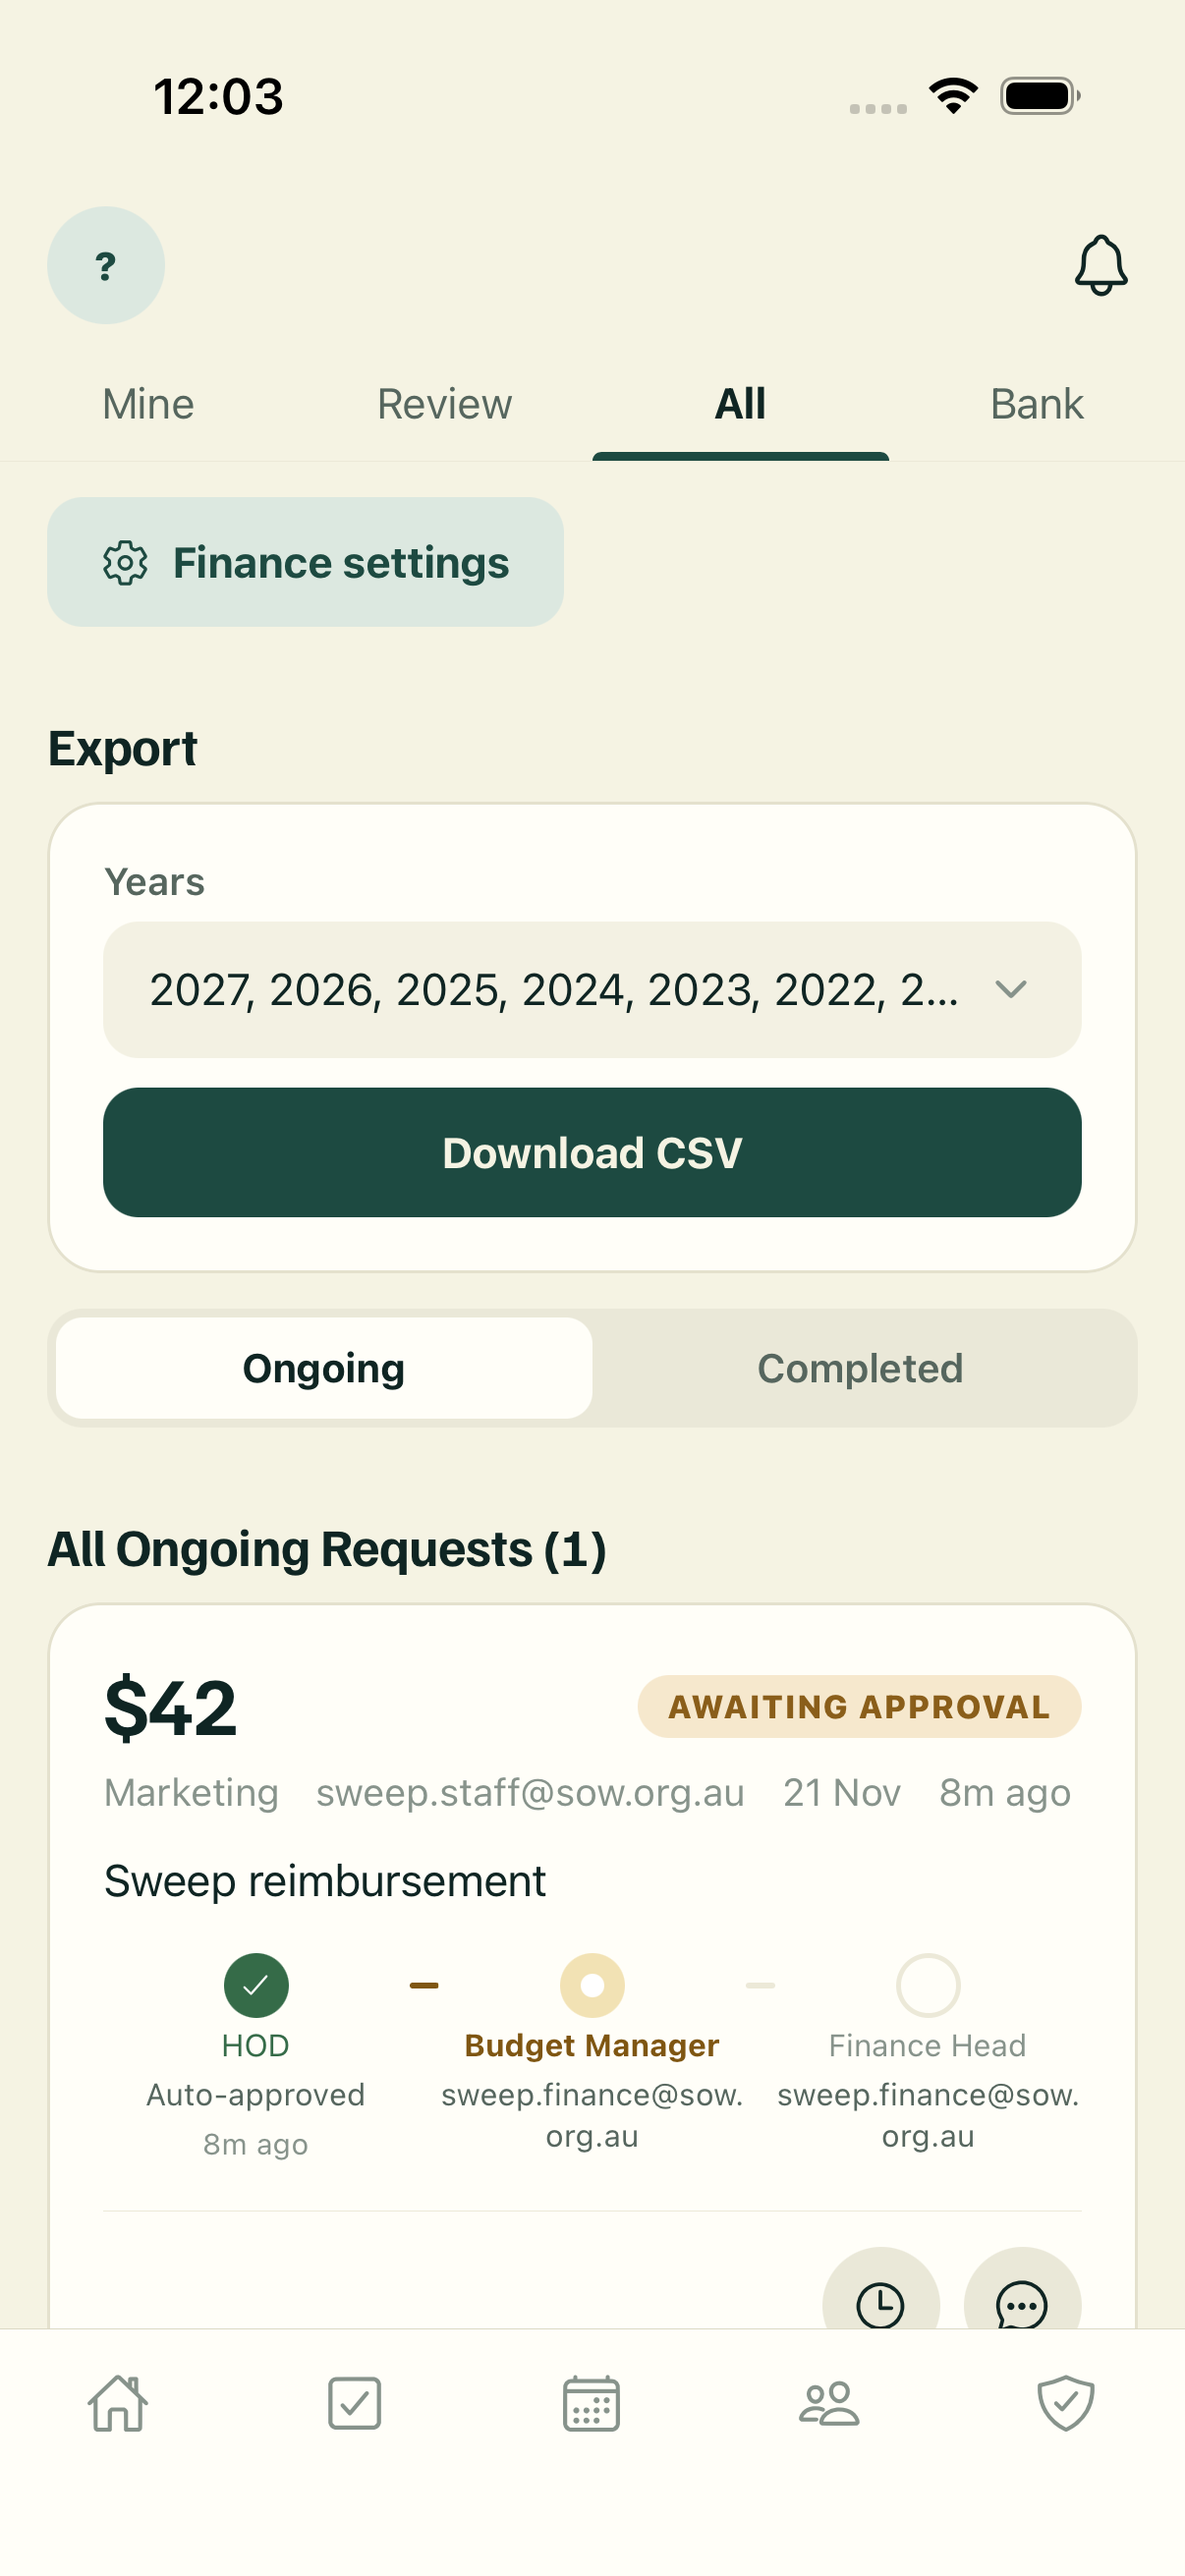 12:03
?
Mine Review All Bank
Finance settings
Export
Years
2027, 2026, 2025, 2024, 2023, 2022, 2...
Download CSV
Ongoing Completed
All Ongoing Requests (1)
$42 AWAITING APPROVAL
Marketing sweep.staff@sow.org.au 21 Nov 8m ago
Sweep reimbursement
HOD Budget Manager Finance Head
Auto-approved sweep.finance@sow. sweep.finance@sow.
8m ago org.au org.au